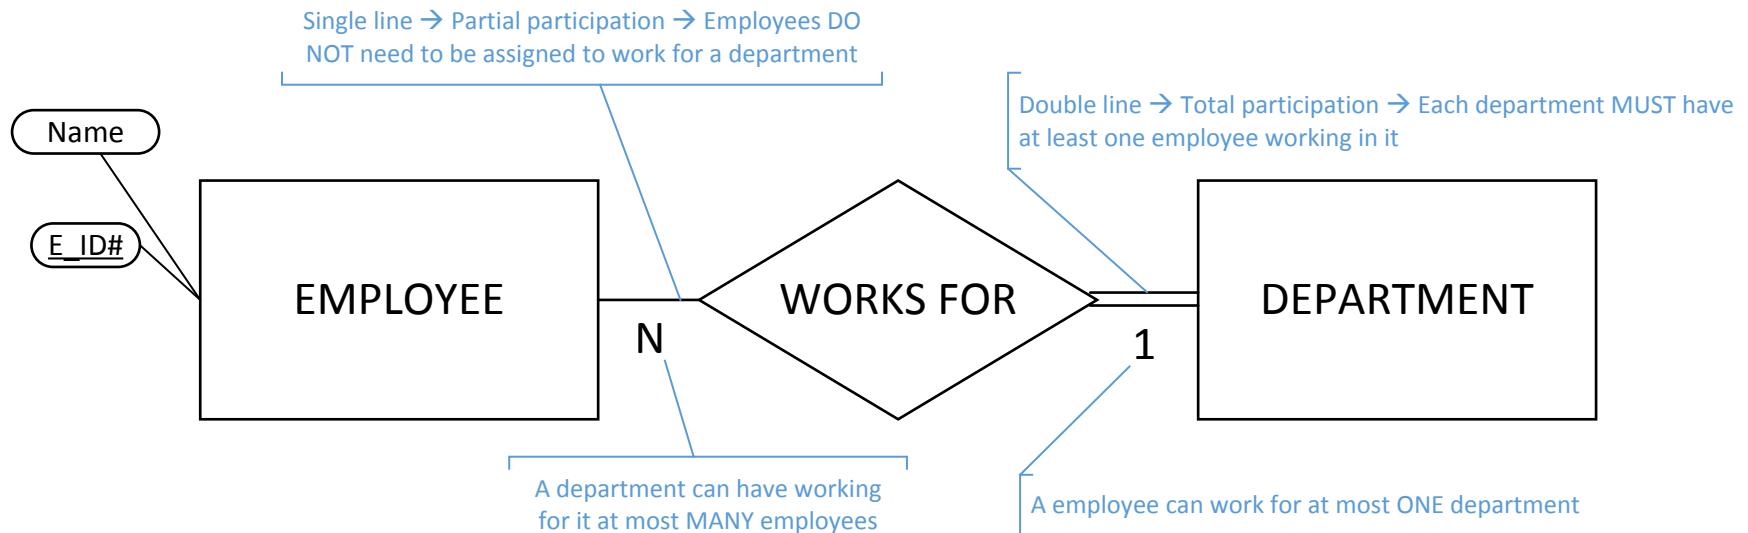 Single line → Partial participation → Employees DO
NOT need to be assigned to work for a department
Double line → Total participation → Each department MUST have
at least one employee working in it
Name
E_ID#
EMPLOYEE
WORKS FOR
DEPARTMENT
N
1
A department can have working
for it at most MANY employees
A employee can work for at most ONE department